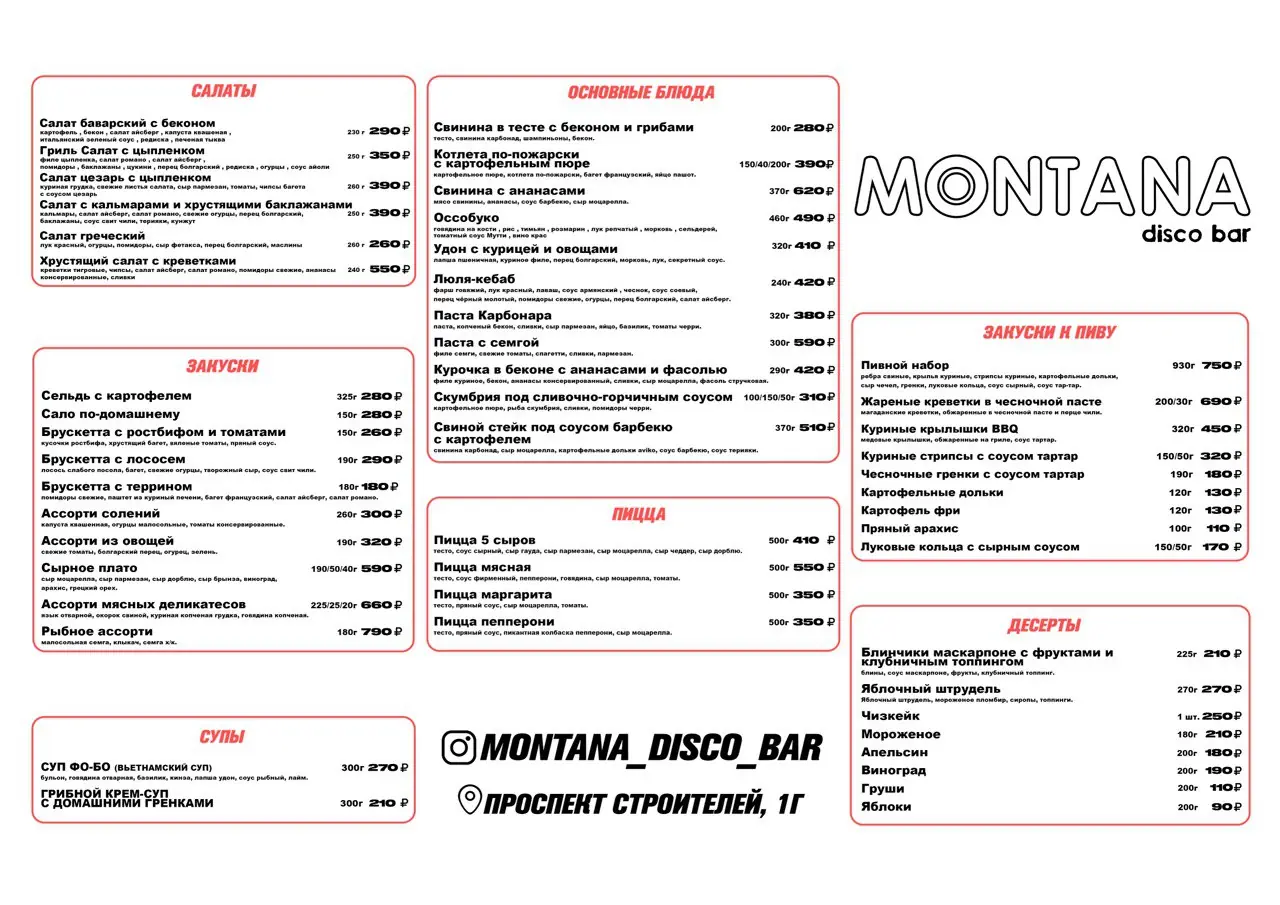 САЛАТЫ
Салат баварский с беконом
картофель , бекон , салат айсберг , капуста квашеная ,
итальянский зеленый соус , редиска , печеная тыква
230 г 290 ₽
Гриль Салат с цыпленком
филе цыпленка, салат романо , салат айсберг ,
помидоры , баклажаны , цукини , перец болгарский , редиска , огурцы , соус айоли
250 г 350 ₽
Салат цезарь с цыпленком
куриная грудка, свежие листья салата, сыр пармезан, томаты, чипсы багета
с соусом цезарь
260 г 390 ₽
Салат с кальмарами и хрустящими баклажанами
кальмары, салат айсберг, салат романо, свежие огурцы, перец болгарский,
баклажаны, соус свит чили, терияки, кунжут
250 г 390 ₽
Салат греческий
лук красный, огурцы, помидоры, сыр фетакса, перец болгарский, маслины
260 г 260 ₽
Хрустящий салат с креветками
креветки тигровые, чипсы, салат айсберг, салат романо, помидоры свежие, ананасы
консервированные, сливки
240 г 550 ₽
ЗАКУСКИ
Сельдь с картофелем 325г 280 ₽
Сало по-домашнему 150г 280 ₽
Брускетта с ростбифом и томатами 150г 260 ₽
кусочки ростбифа, хрустящий багет, вяленые томаты, пряный соус.
Брускетта с лососем 190г 290 ₽
лосось слабого посола, багет, свежие огурцы, творожный сыр, соус свит чили.
Брускетта с террином 180г 180 ₽
помидоры свежие, паштет из куриный печени, багет французский, салат айсберг, салат романо.
Ассорти солений 260г 300 ₽
капуста квашенная, огурцы малосольные, томаты консервированные.
Ассорти из овощей 190г 320 ₽
свежие томаты, болгарский перец, огурец, зелень.
Сырное плато 190/50/40г 590 ₽
сыр моцарелла, сыр пармезан, сыр дорблю, сыр брынза, виноград,
арахис, грецкий орех.
Ассорти мясных деликатесов 225/25/20г 660 ₽
язык отварной, окорок свиной, куриная копченая грудка, говядина копченая.
Рыбное ассорти 180г 790 ₽
малосольная семга, клыкач, семга х/к.
СУПЫ
СУП ФО-БО (ВЬЕТНАМСКИЙ СУП) 300г 270 ₽
бульон, говядина отварная, базилик, кинза, лапша удон, соус рыбный, лайм.
ГРИБНОЙ КРЕМ-СУП
С ДОМАШНИМИ ГРЕНКАМИ 300г 210 ₽
ОСНОВНЫЕ БЛЮДА
Свинина в тесте с беконом и грибами 200г 280 ₽
тесто, свинина карбонад, шампиньоны, бекон.
Котлета по-пожарски
с картофельным пюре 150/40/200г 390 ₽
картофельное пюре, котлета по-пожарски, багет французский, яйцо пашот.
Свинина с ананасами 370г 620 ₽
мясо свинины, ананасы, соус барбекю, сыр моцарелла.
Оссобуко 460г 490 ₽
говядина на кости , рис , тимьян , розмарин , лук репчатый , морковь , сельдерей,
томатный соус Мутти , вино крас
Удон с курицей и овощами 320г 410 ₽
лапша пшеничная, куриное филе, перец болгарский, морковь, лук, секретный соус.
Люля-кебаб 240г 420 ₽
фарш говяжий, лук красный, лаваш, соус арменский , чеснок, соус соевый,
перец чёрный молотый, помидоры свежие, огурцы, перец болгарский, салат айсберг.
Паста Карбонара 320г 380 ₽
паста, копченый бекон, сливки, сыр пармезан, яйцо, базилик, томаты черри.
Паста с семгой 300г 590 ₽
филе семги, свежие томаты, спагетти, сливки, пармезан.
Курочка в беконе с ананасами и фасолью 290г 420 ₽
филе куриное, бекон, ананасы консервированный, сливки, сыр моцарелла, фасоль стручковая.
Скумбрия под сливочно-горчичным соусом 100/150/50г 310 ₽
картофельное пюре, рыба скумбрия, сливки, помидоры черри.
Свиной стейк под соусом барбекю 370г 510 ₽
с картофелем
свинина карбонад, сыр моцарелла, картофельные дольки aviko, соус барбекю, соус терияки.
ПИЦЦА
Пицца 5 сыров 500г 410 ₽
тесто, соус сырный, сыр гауда, сыр пармезан, сыр моцарелла, сыр чеддер, сыр дорблю.
Пицца мясная 500г 550 ₽
тесто, соус фирменный, пепперони, говядина, сыр моцарелла, томаты.
Пицца маргарита 500г 350 ₽
тесто, пряный соус, сыр моцарелла, томаты.
Пицца пепперони 500г 350 ₽
тесто, пряный соус, пикантная колбаска пепперони, сыр моцарелла.
MONTANA_DISCO_BAR
ПРОСПЕКТ СТРОИТЕЛЕЙ, 1Г
MONTANA
disco bar
ЗАКУСКИ К ПИВУ
Пивной набор 930г 750 ₽
ребра свиные, крылья куриные, стрипсы куриные, картофельные дольки,
сыр чечел, гренки, луковые кольца, соус сырный, соус тар-тар.
Жареные креветки в чесночной пасте 200/30г 690 ₽
магаданские креветки, обжаренные в чесночной пасте и перце чили.
Куриные крылышки BBQ 320г 450 ₽
медовые крылышки, обжаренные на гриле, соус тартар.
Куриные стрипсы с соусом тартар 150/50г 320 ₽
Чесночные гренки с соусом тартар 190г 180 ₽
Картофельные дольки 120г 130 ₽
Картофель фри 120г 130 ₽
Пряный арахис 100г 110 ₽
Луковые кольца с сырным соусом 150/50г 170 ₽
ДЕСЕРТЫ
Блинчики маскарпоне с фруктами и
клубничным топпингом 225г 210 ₽
блины, соус маскарпоне, фрукты, клубничный топпинг.
Яблочный штрудель 270г 270 ₽
Яблочный штрудель, мороженое пломбир, сиропы, топпинги.
Чизкейк 1 шт. 250 ₽
Мороженое 180г 210 ₽
Апельсин 200г 180 ₽
Виноград 200г 190 ₽
Груши 200г 110 ₽
Яблоки 200г 90 ₽